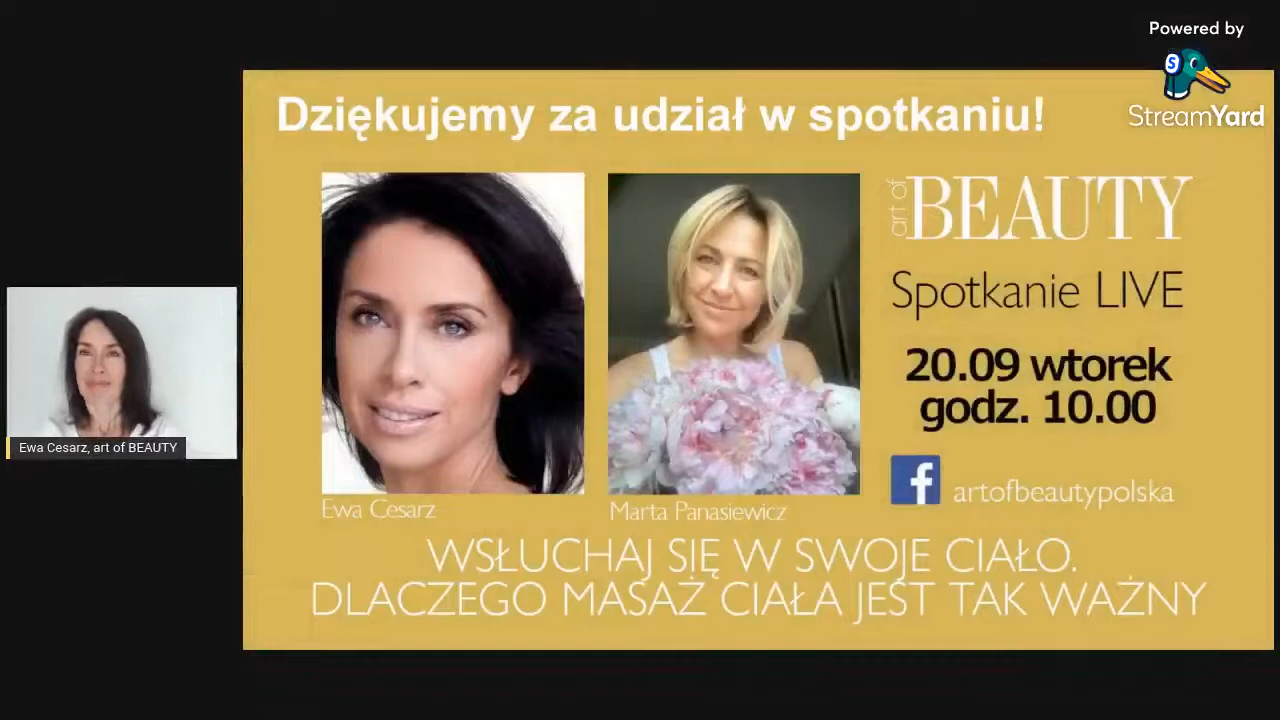 Powered by
StreamYard
Dziękujemy za udział w spotkaniu!
art of BEAUTY
Spotkanie LIVE
20.09 wtorek
godz. 10.00
artofbeautypolska
Ewa Cesarz
Marta Panasiewicz
WSŁUCHAJ SIĘ W SWOJE CIAŁO.
DLACZEGO MASAŻ CIAŁA JEST TAK WAŻNY
Ewa Cesarz, art of BEAUTY